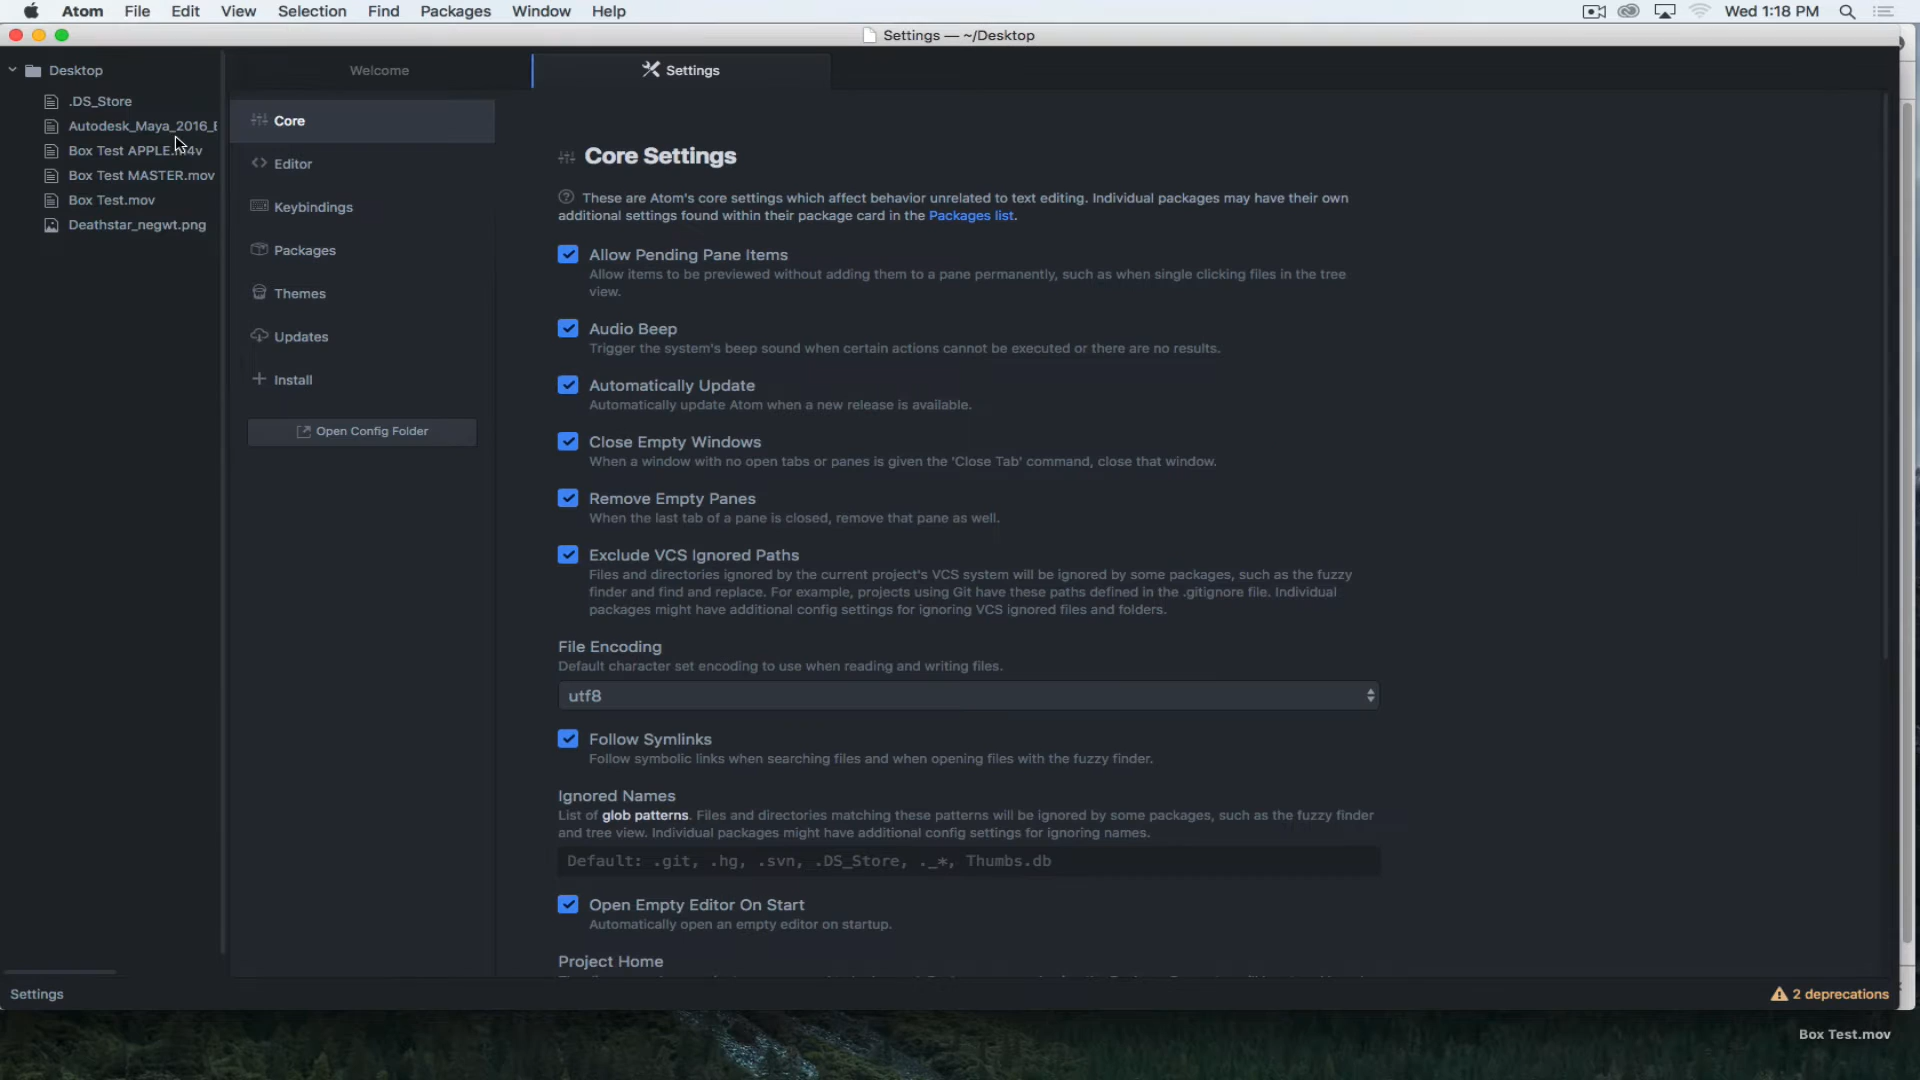 Atom File Edit View Selection Find Packages Window Help Wed 1:18 PM
Settings — ~/Desktop
Desktop
.DS_Store
Autodesk_Maya_2016_E
Box Test APPLE.m4v
Box Test MASTER.mov
Box Test.mov
Deathstar_negwt.png
Welcome
Settings
Core
Editor
Keybindings
Packages
Themes
Updates
Install
Open Config Folder
Core Settings
These are Atom's core settings which affect behavior unrelated to text editing. Individual packages may have their own
additional settings found within their package card in the Packages list.
Allow Pending Pane Items
Allow items to be previewed without adding them to a pane permanently, such as when single clicking files in the tree
view.
Audio Beep
Trigger the system's beep sound when certain actions cannot be executed or there are no results.
Automatically Update
Automatically update Atom when a new release is available.
Close Empty Windows
When a window with no open tabs or panes is given the 'Close Tab' command, close that window.
Remove Empty Panes
When the last tab of a pane is closed, remove that pane as well.
Exclude VCS Ignored Paths
Files and directories ignored by the current project's VCS system will be ignored by some packages, such as the fuzzy
finder and find and replace. For example, projects using Git have these paths defined in the .gitignore file. Individual
packages might have additional config settings for ignoring VCS ignored files and folders.
File Encoding
Default character set encoding to use when reading and writing files.
utf8
Follow Symlinks
Follow symbolic links when searching files and when opening files with the fuzzy finder.
Ignored Names
List of glob patterns. Files and directories matching these patterns will be ignored by some packages, such as the fuzzy finder
and tree view. Individual packages might have additional config settings for ignoring names.
Default: .git, .hg, .svn, .DS_Store, ._*, Thumbs.db
Open Empty Editor On Start
Automatically open an empty editor on startup.
Project Home
Settings
2 deprecations
Box Test.mov